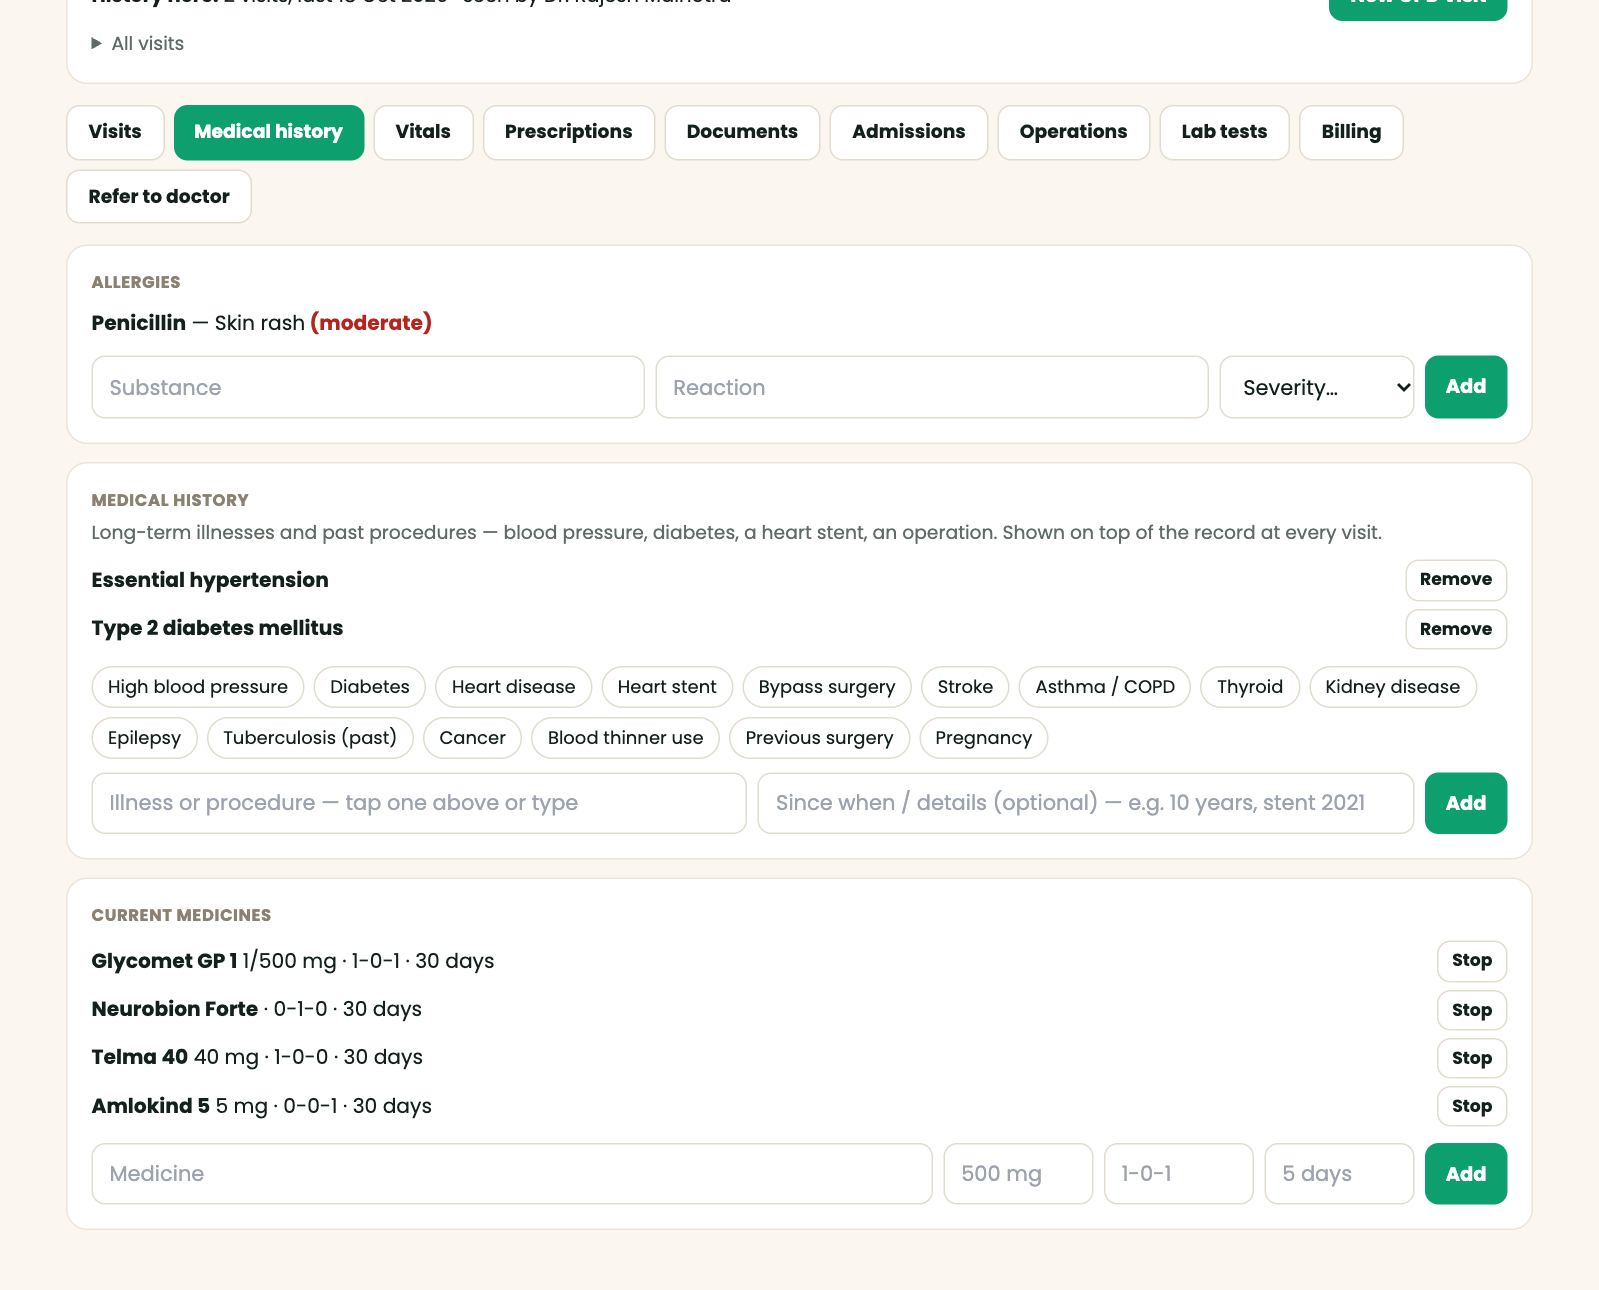 All visits
Visits
Medical history
Vitals
Prescriptions
Documents
Admissions
Operations
Lab tests
Billing
Refer to doctor
ALLERGIES
Penicillin — Skin rash (moderate)
Substance
Reaction
Severity...
Add
MEDICAL HISTORY
Long-term illnesses and past procedures — blood pressure, diabetes, a heart stent, an operation. Shown on top of the record at every visit.
Essential hypertension
Remove
Type 2 diabetes mellitus
Remove
High blood pressure
Diabetes
Heart disease
Heart stent
Bypass surgery
Stroke
Asthma / COPD
Thyroid
Kidney disease
Epilepsy
Tuberculosis (past)
Cancer
Blood thinner use
Previous surgery
Pregnancy
Illness or procedure — tap one above or type
Since when / details (optional) — e.g. 10 years, stent 2021
Add
CURRENT MEDICINES
Glycomet GP 1 1/500 mg · 1-0-1 · 30 days
Stop
Neurobion Forte · 0-1-0 · 30 days
Stop
Telma 40 40 mg · 1-0-0 · 30 days
Stop
Amlokind 5 5 mg · 0-0-1 · 30 days
Stop
Medicine
500 mg
1-0-1
5 days
Add